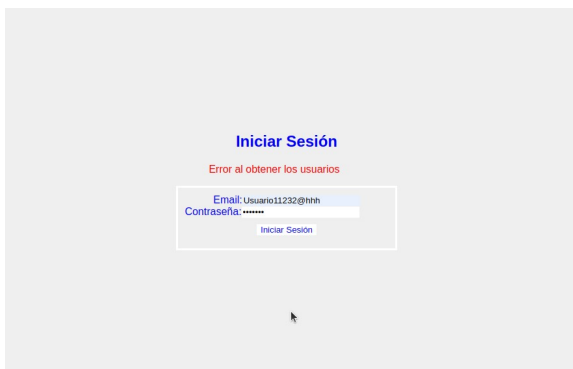 Iniciar Sesión
Error al obtener los usuarios
Email: Usuario11232@hhh
Contraseña: •••••••
Iniciar Sesión